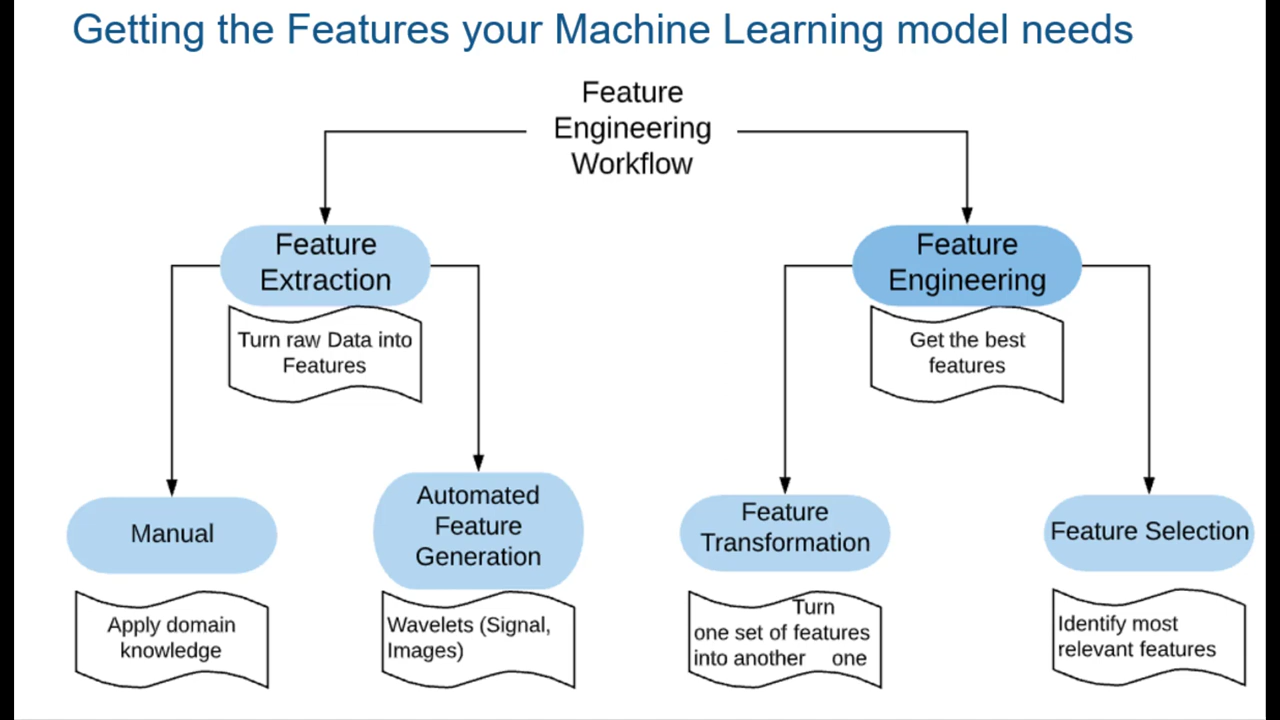 Getting the Features your Machine Learning model needs
Feature
Engineering
Workflow
Feature
Extraction
Turn raw Data into
Features
Feature
Engineering
Get the best
features
Manual
Apply domain
knowledge
Automated
Feature
Generation
Wavelets (Signal,
Images)
Feature
Transformation
Turn
one set of features
into another one
Feature Selection
Identify most
relevant features